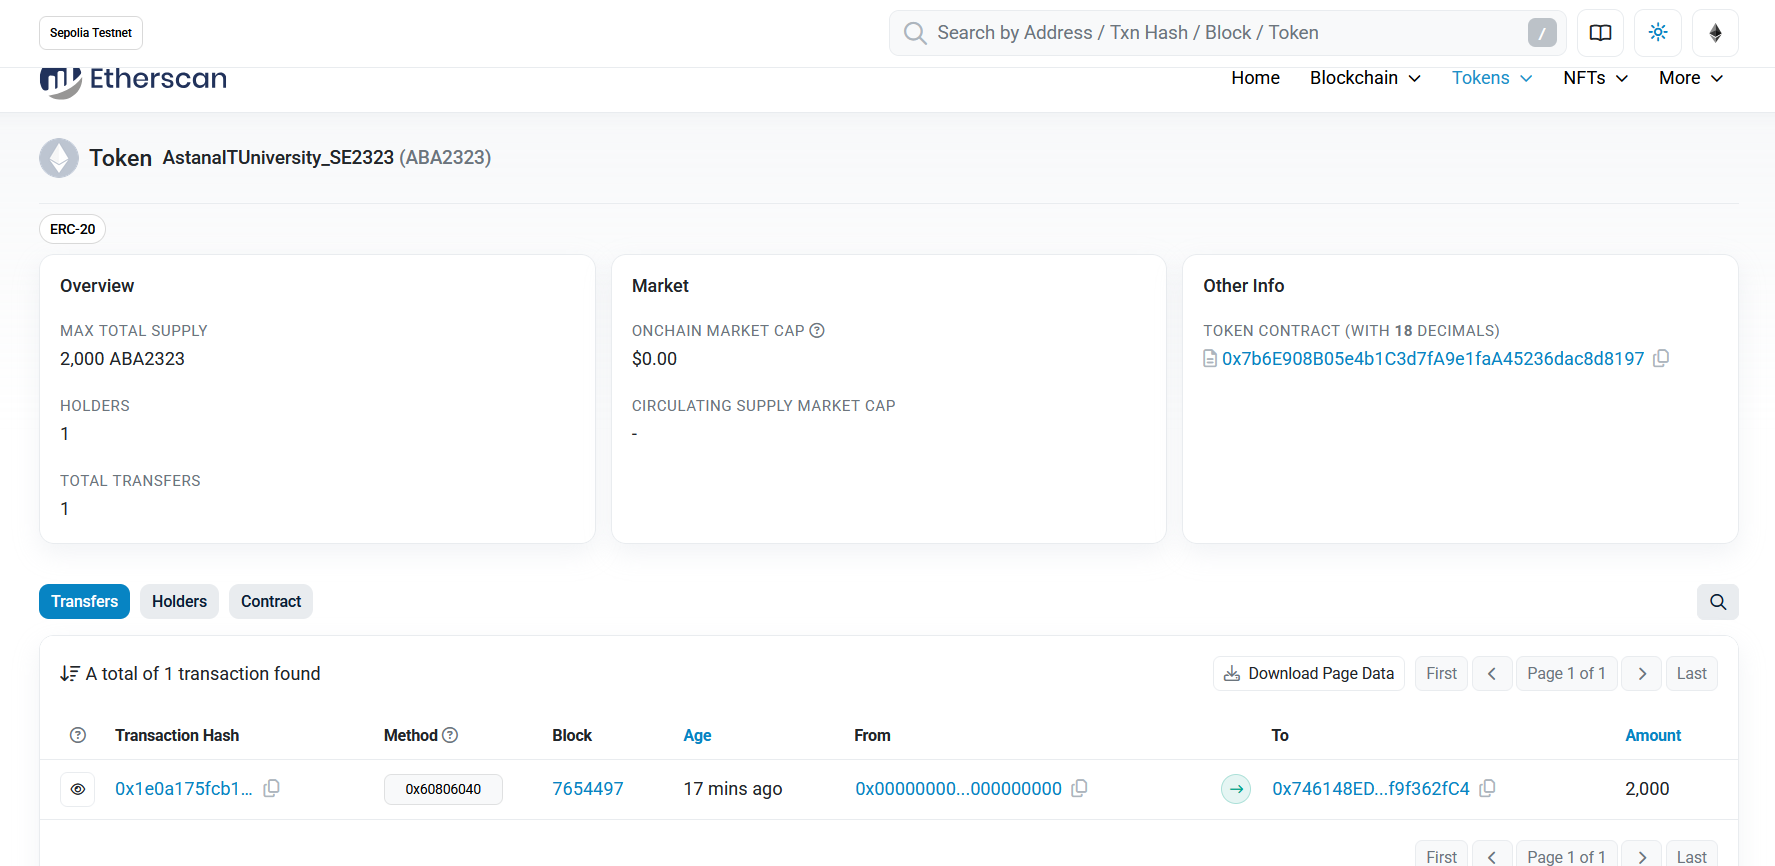 Sepolia Testnet
Search by Address / Txn Hash / Block / Token /
Etherscan
Home Blockchain Tokens NFTs More
Token AstanaITUniversity_SE2323 (ABA2323)
ERC-20
Overview
MAX TOTAL SUPPLY
2,000 ABA2323
HOLDERS
1
TOTAL TRANSFERS
1
Market
ONCHAIN MARKET CAP
$0.00
CIRCULATING SUPPLY MARKET CAP
-
Other Info
TOKEN CONTRACT (WITH 18 DECIMALS)
0x7b6E908B05e4b1C3d7fA9e1faA45236dac8d8197
Transfers Holders Contract
A total of 1 transaction found
Download Page Data First Page 1 of 1 Last
Transaction Hash Method Block Age From To Amount
0x1e0a175fcb1... 0x60806040 7654497 17 mins ago 0x00000000...000000000 0x746148ED...f9f362fC4 2,000
First Page 1 of 1 Last